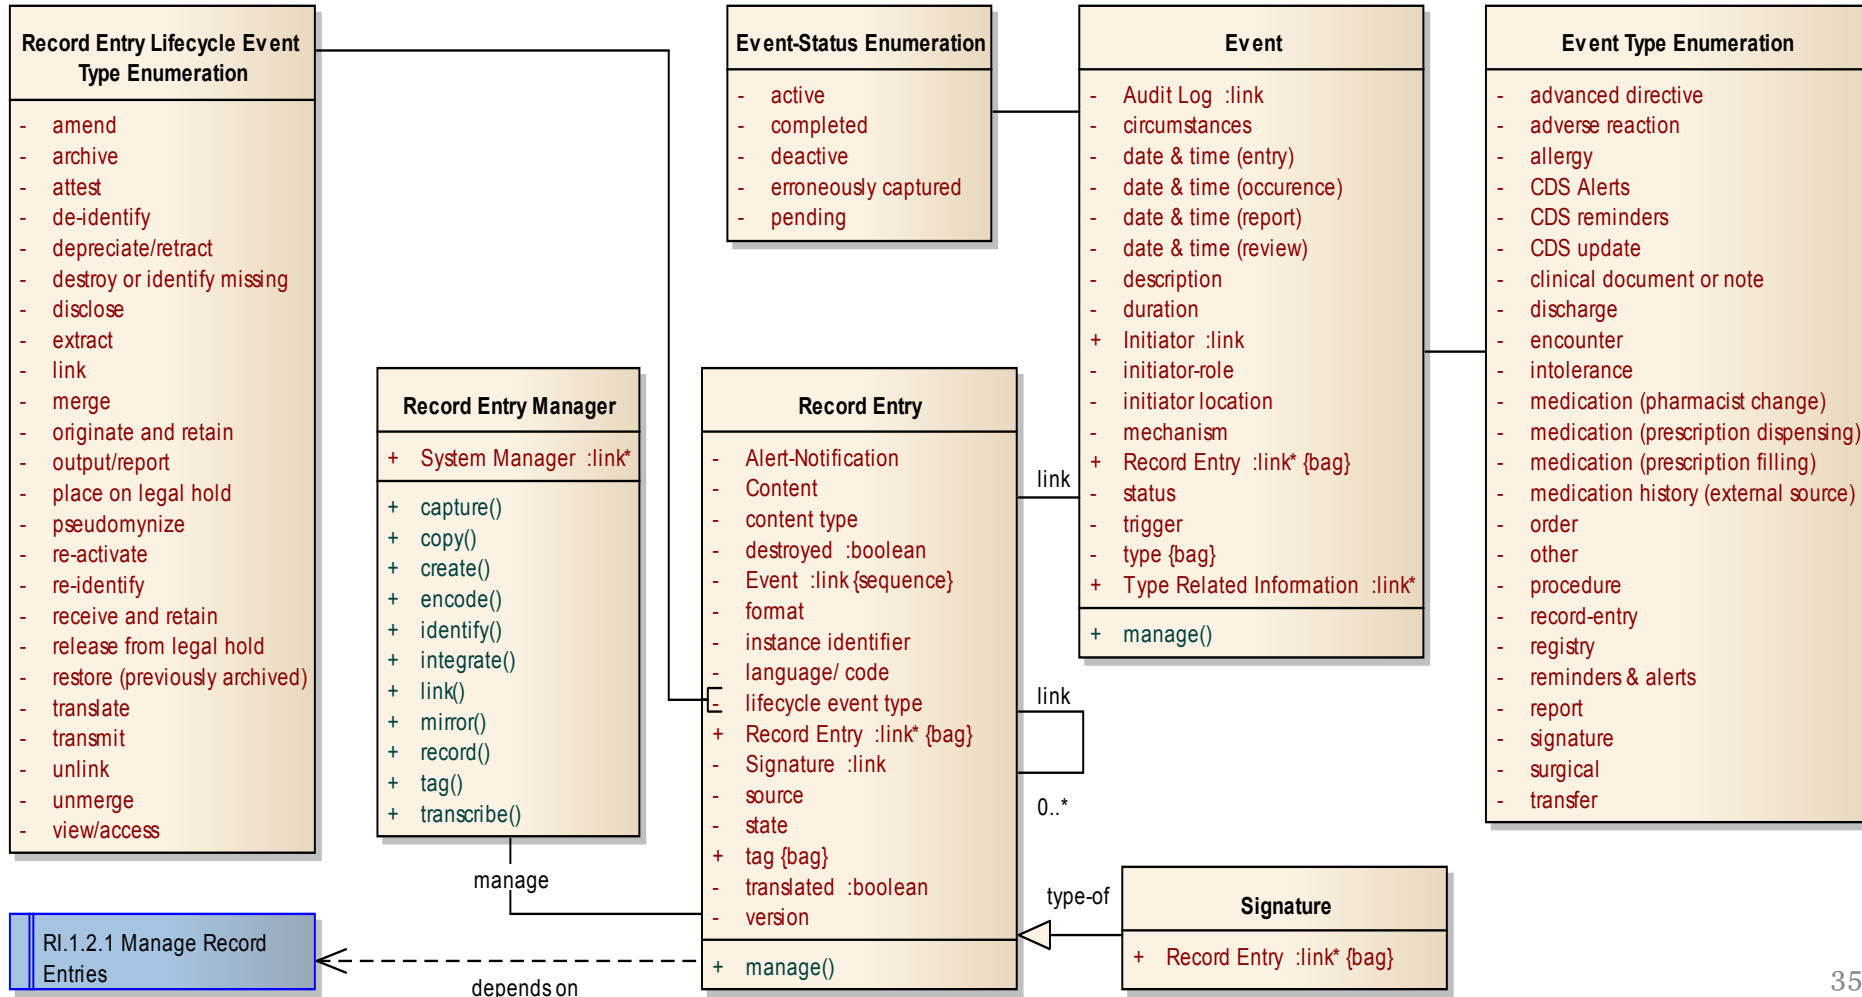 Record Entry Lifecycle Event
Type Enumeration
- amend
- archive
- attest
- de-identify
- depreciate/retract
- destroy or identify missing
- disclose
- extract
- link
- merge
- originate and retain
- output/report
- place on legal hold
- pseudomynize
- re-activate
- re-identify
- receive and retain
- release from legal hold
- restore (previously archived)
- translate
- transmit
- unlink
- unmerge
- view/access
Event-Status Enumeration
- active
- completed
- deactive
- erroneously captured
- pending
Event
- Audit Log :link
- circumstances
- date & time (entry)
- date & time (occurence)
- date & time (report)
- date & time (review)
- description
- duration
+ Initiator :link
- initiator-role
- initiator location
- mechanism
+ Record Entry :link* {bag}
- status
- trigger
- type {bag}
+ Type Related Information :link*
+ manage()
Event Type Enumeration
- advanced directive
- adverse reaction
- allergy
- CDS Alerts
- CDS reminders
- CDS update
- clinical document or note
- discharge
- encounter
- intolerance
- medication (pharmacist change)
- medication (prescription dispensing)
- medication (prescription filling)
- medication history (external source)
- order
- other
- procedure
- record-entry
- registry
- reminders & alerts
- report
- signature
- surgical
- transfer
Record Entry Manager
+ System Manager :link*
+ capture()
+ copy()
+ create()
+ encode()
+ identify()
+ integrate()
+ link()
+ mirror()
+ record()
+ tag()
+ transcribe()
manage
Record Entry
- Alert-Notification
- Content
- content type
- destroyed :boolean
- Event :link {sequence}
- format
- instance identifier
- language/ code
- lifecycle event type
+ Record Entry :link* {bag}
- Signature :link
- source
- state
+ tag {bag}
- translated :boolean
- version
+ manage()
link
link
0..*
type-of
Signature
+ Record Entry :link* {bag}
RI.1.2.1 Manage Record
Entries
depends on
35